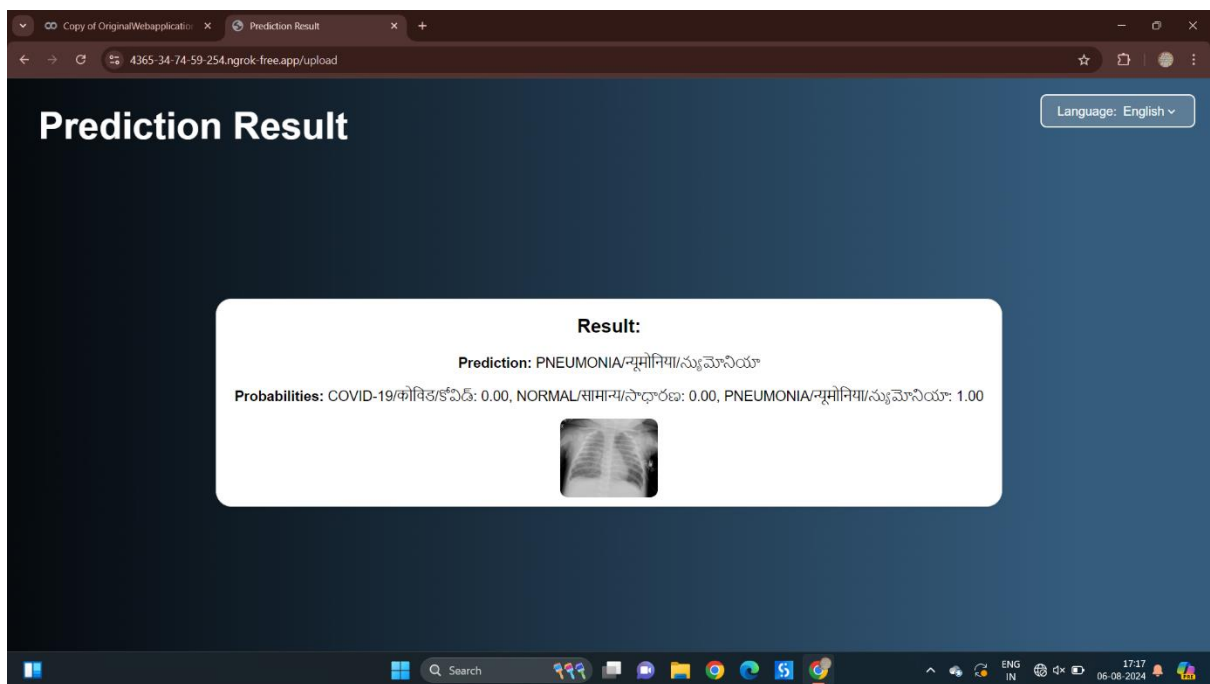 Copy of OriginalWebapplication
Prediction Result
4365-34-74-59-254.ngrok-free.app/upload
Prediction Result
Language: English
Result:
Prediction: PNEUMONIA/न्यूमोनिया/న్యుమోనియా
Probabilities: COVID-19/कोविड/కోవిడ్: 0.00, NORMAL/सामान्य/సాధారణ: 0.00, PNEUMONIA/न्यूमोनिया/న్యుమోనియా: 1.00
Search
ENG
IN
17:17
06-08-2024